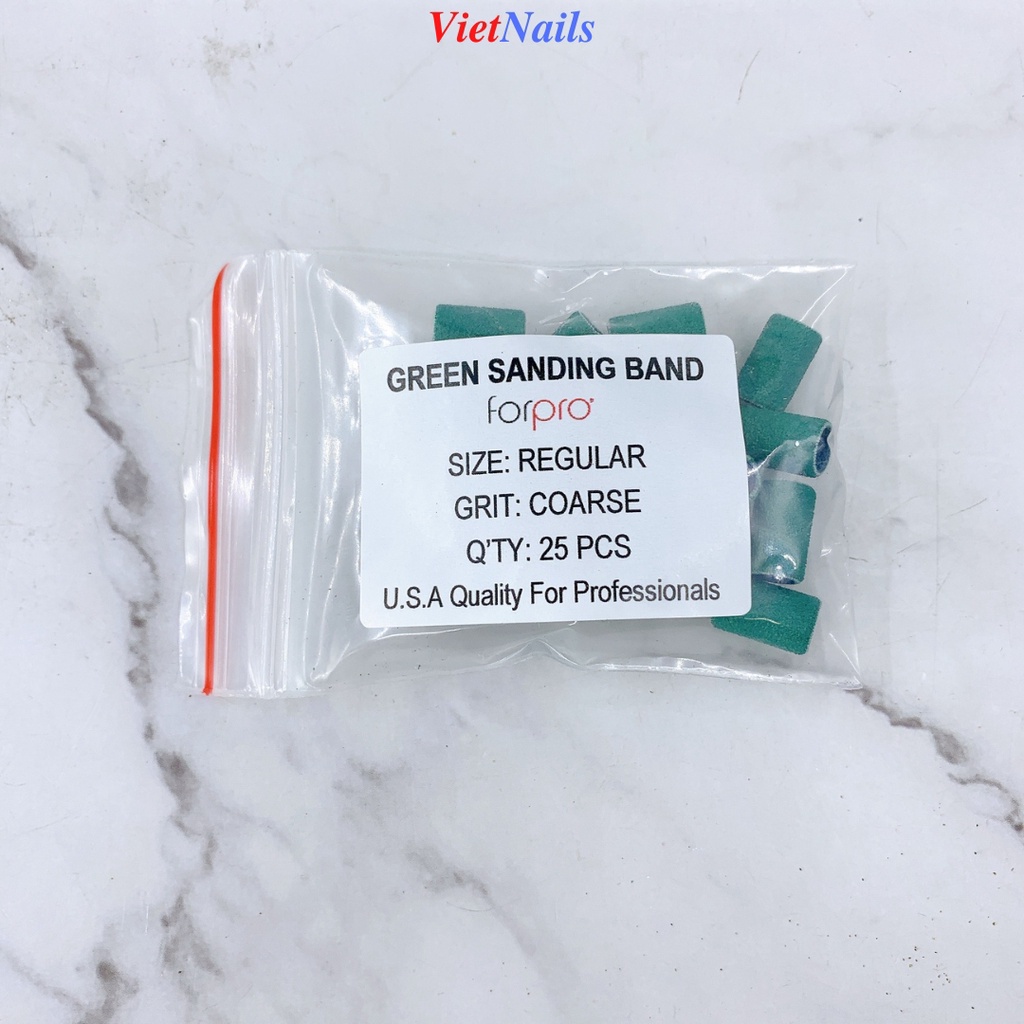 VietNails
GREEN SANDING BAND
forpro
SIZE: REGULAR
GRIT: COARSE
Q'TY: 25 PCS
U.S.A Quality For Professionals